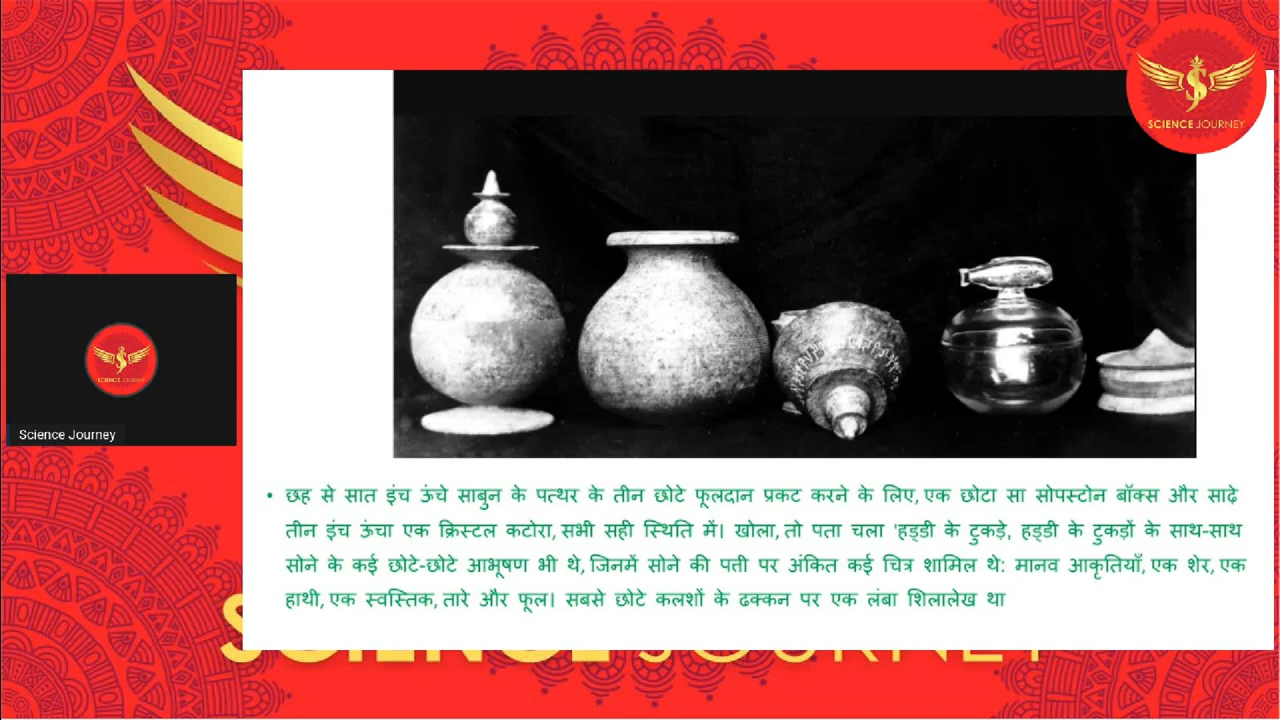 SCIENCE JOURNEY
SCIENCE JOURNEY
Science Journey
• छह से सात इंच ऊंचे साबुन के पत्थर के तीन छोटे फूलदान प्रकट करने के लिए, एक छोटा सा सोपस्टोन बॉक्स और साढ़े
तीन इंच ऊंचा एक क्रिस्टल कटोरा, सभी सही स्थिति में। खोला, तो पता चला 'हड्डी के टुकड़े, हड्डी के टुकड़ों के साथ-साथ
सोने के कई छोटे-छोटे आभूषण भी थे, जिनमें सोने की पत्ती पर अंकित कई चित्र शामिल थे: मानव आकृतियाँ, एक शेर, एक
हाथी, एक स्वस्तिक, तारे और फूल। सबसे छोटे कलशों के ढक्कन पर एक लंबा शिलालेख था